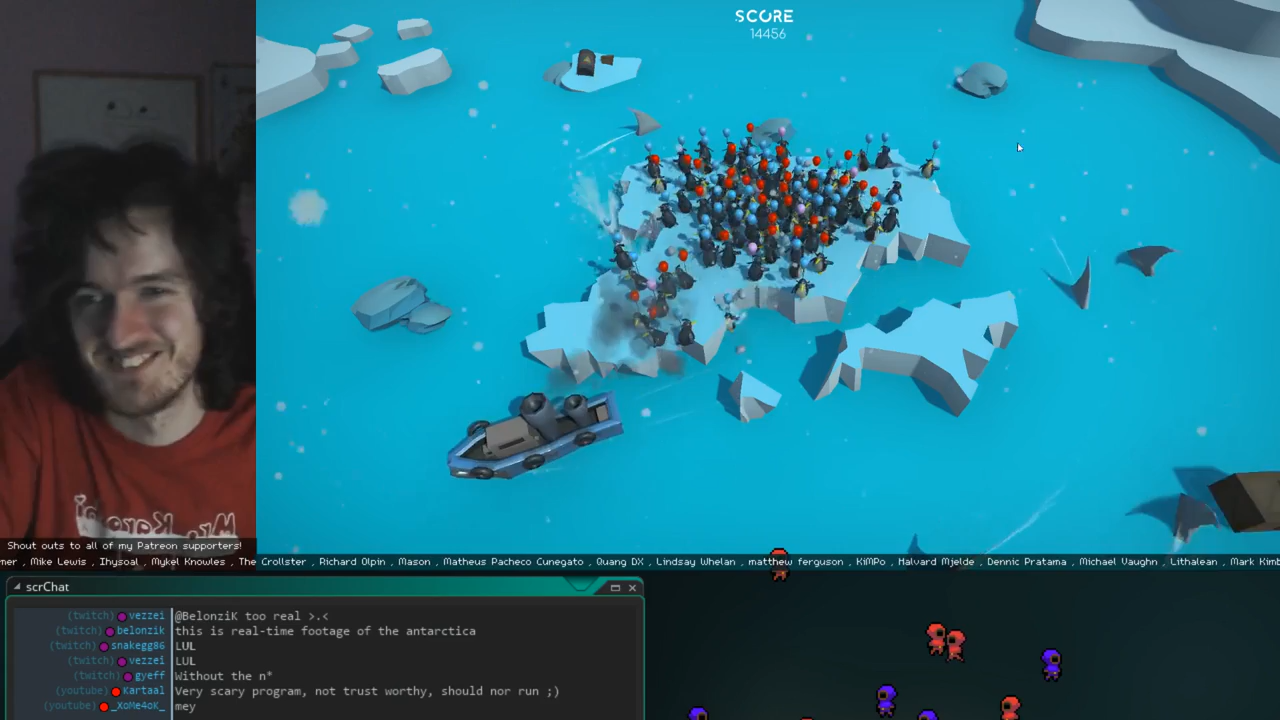 SCORE
14456
Shout outs to all of my Patreon supporters!
mer , Mike Lewis , Ihysoal , Mykel Knowles , The Crollster , Richard Olpin , Mason , Matheus Pacheco Cunegato , Quang DX , Lindsay Whelan , matthew ferguson , KiMPo , Halvard Mjelde , Dennic Pratama , Michael Vaughn , Lithalean , Mark Kimb
scrChat
(twitch) vezzei @BelonziK too real >.<
(twitch) belonzik this is real-time footage of the antarctica
(twitch) snakegg86 LUL
(twitch) vezzei LUL
(twitch) gyeff Without the n*
(youtube) Kartaal Very scary program, not trust worthy, should nor run ;)
(youtube) _XoMe4oK_ mey